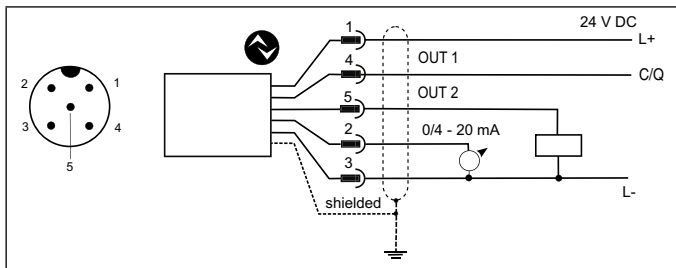 2
1
3
4
5
1
4
5
2
3
24 V DC
L+
OUT 1
C/Q
OUT 2
0/4 - 20 mA
L-
shielded